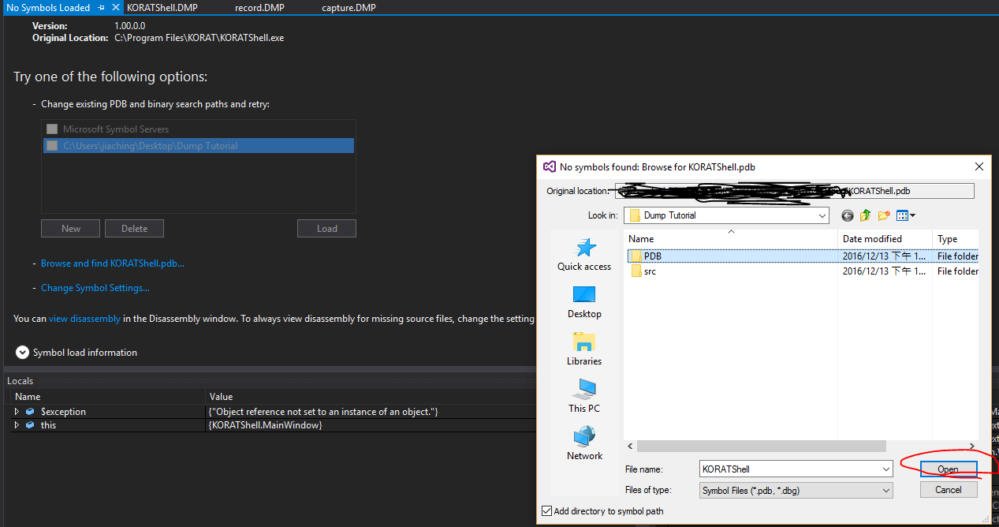 No Symbols Loaded KORATShell.DMP record.DMP capture.DMP
Version: 1.00.0.0
Original Location: C:\Program Files\KORAT\KORATShell.exe
Try one of the following options:
- Change existing PDB and binary search paths and retry:
Microsoft Symbol Servers
C:\Users\jiaching\Desktop\Dump Tutorial
New Delete Load
- Browse and find KORATShell.pdb...
- Change Symbol Settings...
You can view disassembly in the Disassembly window. To always view disassembly for missing source files, change the setting
Symbol load information
Locals
Name Value
$exception {"Object reference not set to an instance of an object."}
this {KORATShell.MainWindow}
No symbols found: Browse for KORATShell.pdb
Original location: \KORATShell.pdb
Look in: Dump Tutorial
Name Date modified Type
PDB 2016/12/13 下午 1... File folder
src 2016/12/13 下午 1... File folder
Quick access
Desktop
Libraries
This PC
Network
File name: KORATShell Open
Files of type: Symbol Files (*.pdb, *.dbg) Cancel
Add directory to symbol path